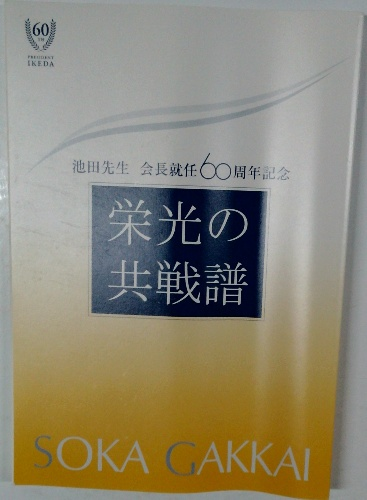 60
PRESIDENT
IKEDA
池田先生 会長就任60周年記念
栄光の
共戦譜
SOKA GAKKAI